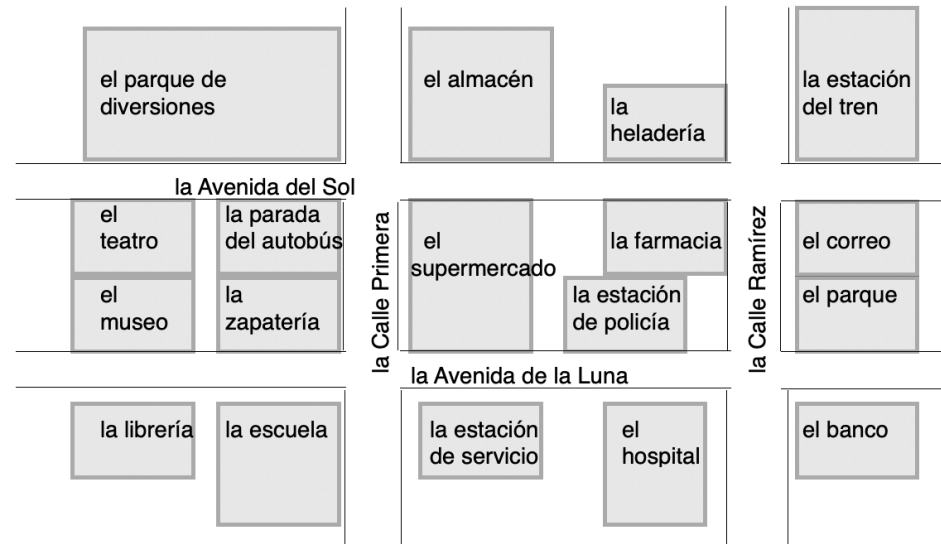 el parque de
diversiones
el almacén
la
heladería
la estación
del tren
la Avenida del Sol
el
teatro
la parada
del autobús
la Calle Primera
el
supermercado
la farmacia
la Calle Ramírez
el correo
el
museo
la
zapatería
la estación
de policía
el parque
la Avenida de la Luna
la librería
la escuela
la estación
de servicio
el
hospital
el banco